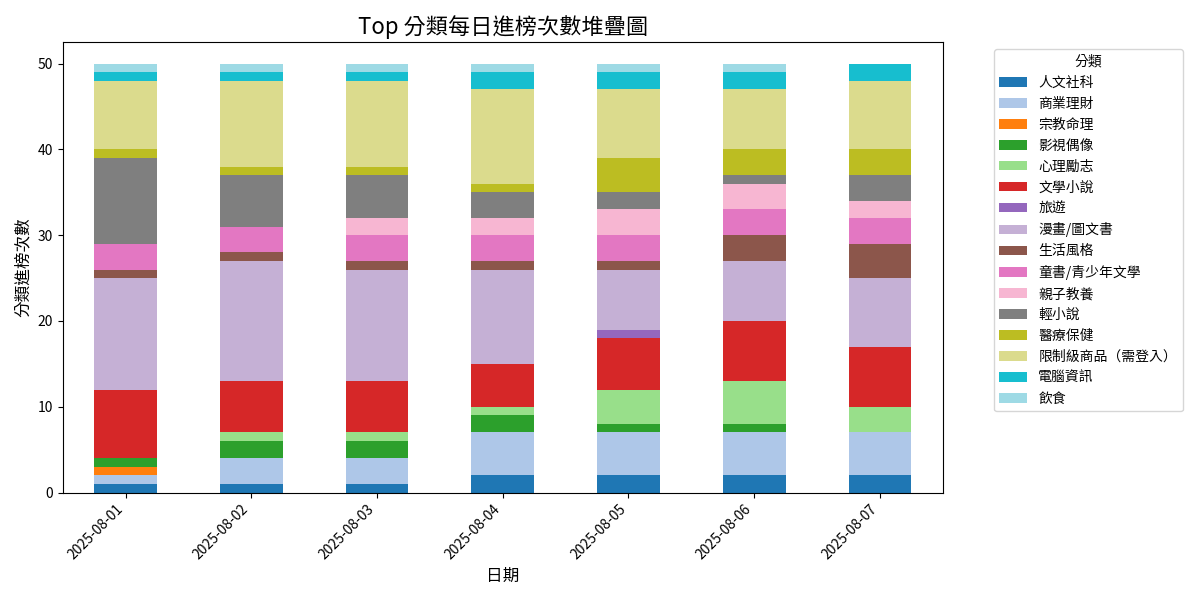 Top 分類每日進榜次數堆疊圖
分類進榜次數
50
40
30
20
10
0
2025-08-01
2025-08-02
2025-08-03
2025-08-04
2025-08-05
2025-08-06
2025-08-07
日期
分類
人文社科
商業理財
宗教命理
影視偶像
心理勵志
文學小說
旅遊
漫畫/圖文書
生活風格
童書/青少年文學
親子教養
輕小說
醫療保健
限制級商品（需登入）
電腦資訊
飲食